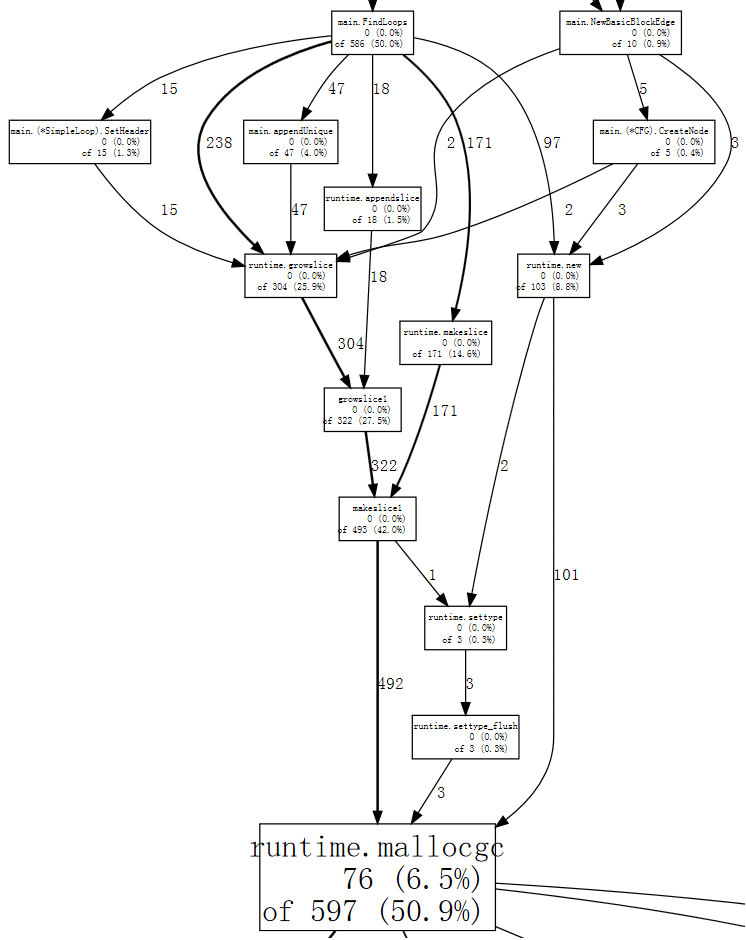 main.FindLoops
0 (0.0%)
of 586 (50.0%)
main.NewBasicBlockEdge
0 (0.0%)
of 10 (0.9%)
15
47
18
5
main.(*SimpleLoop).SetHeader
0 (0.0%)
of 15 (1.3%)
main.appendUnique
0 (0.0%)
of 47 (4.0%)
main.(*CFG).CreateNode
0 (0.0%)
of 5 (0.4%)
238
2
171
97
3
runtime.appendslice
0 (0.0%)
of 18 (1.5%)
15
47
2
3
runtime.growslice
0 (0.0%)
of 304 (25.9%)
18
runtime.new
0 (0.0%)
of 103 (8.8%)
runtime.makeslice
0 (0.0%)
of 171 (14.6%)
304
growslice1
0 (0.0%)
of 322 (27.5%)
171
322
2
makeslice1
0 (0.0%)
of 493 (42.0%)
1
101
runtime.settype
0 (0.0%)
of 3 (0.3%)
492
3
runtime.settype_flush
0 (0.0%)
of 3 (0.3%)
3
runtime.mallocgc
76 (6.5%)
of 597 (50.9%)